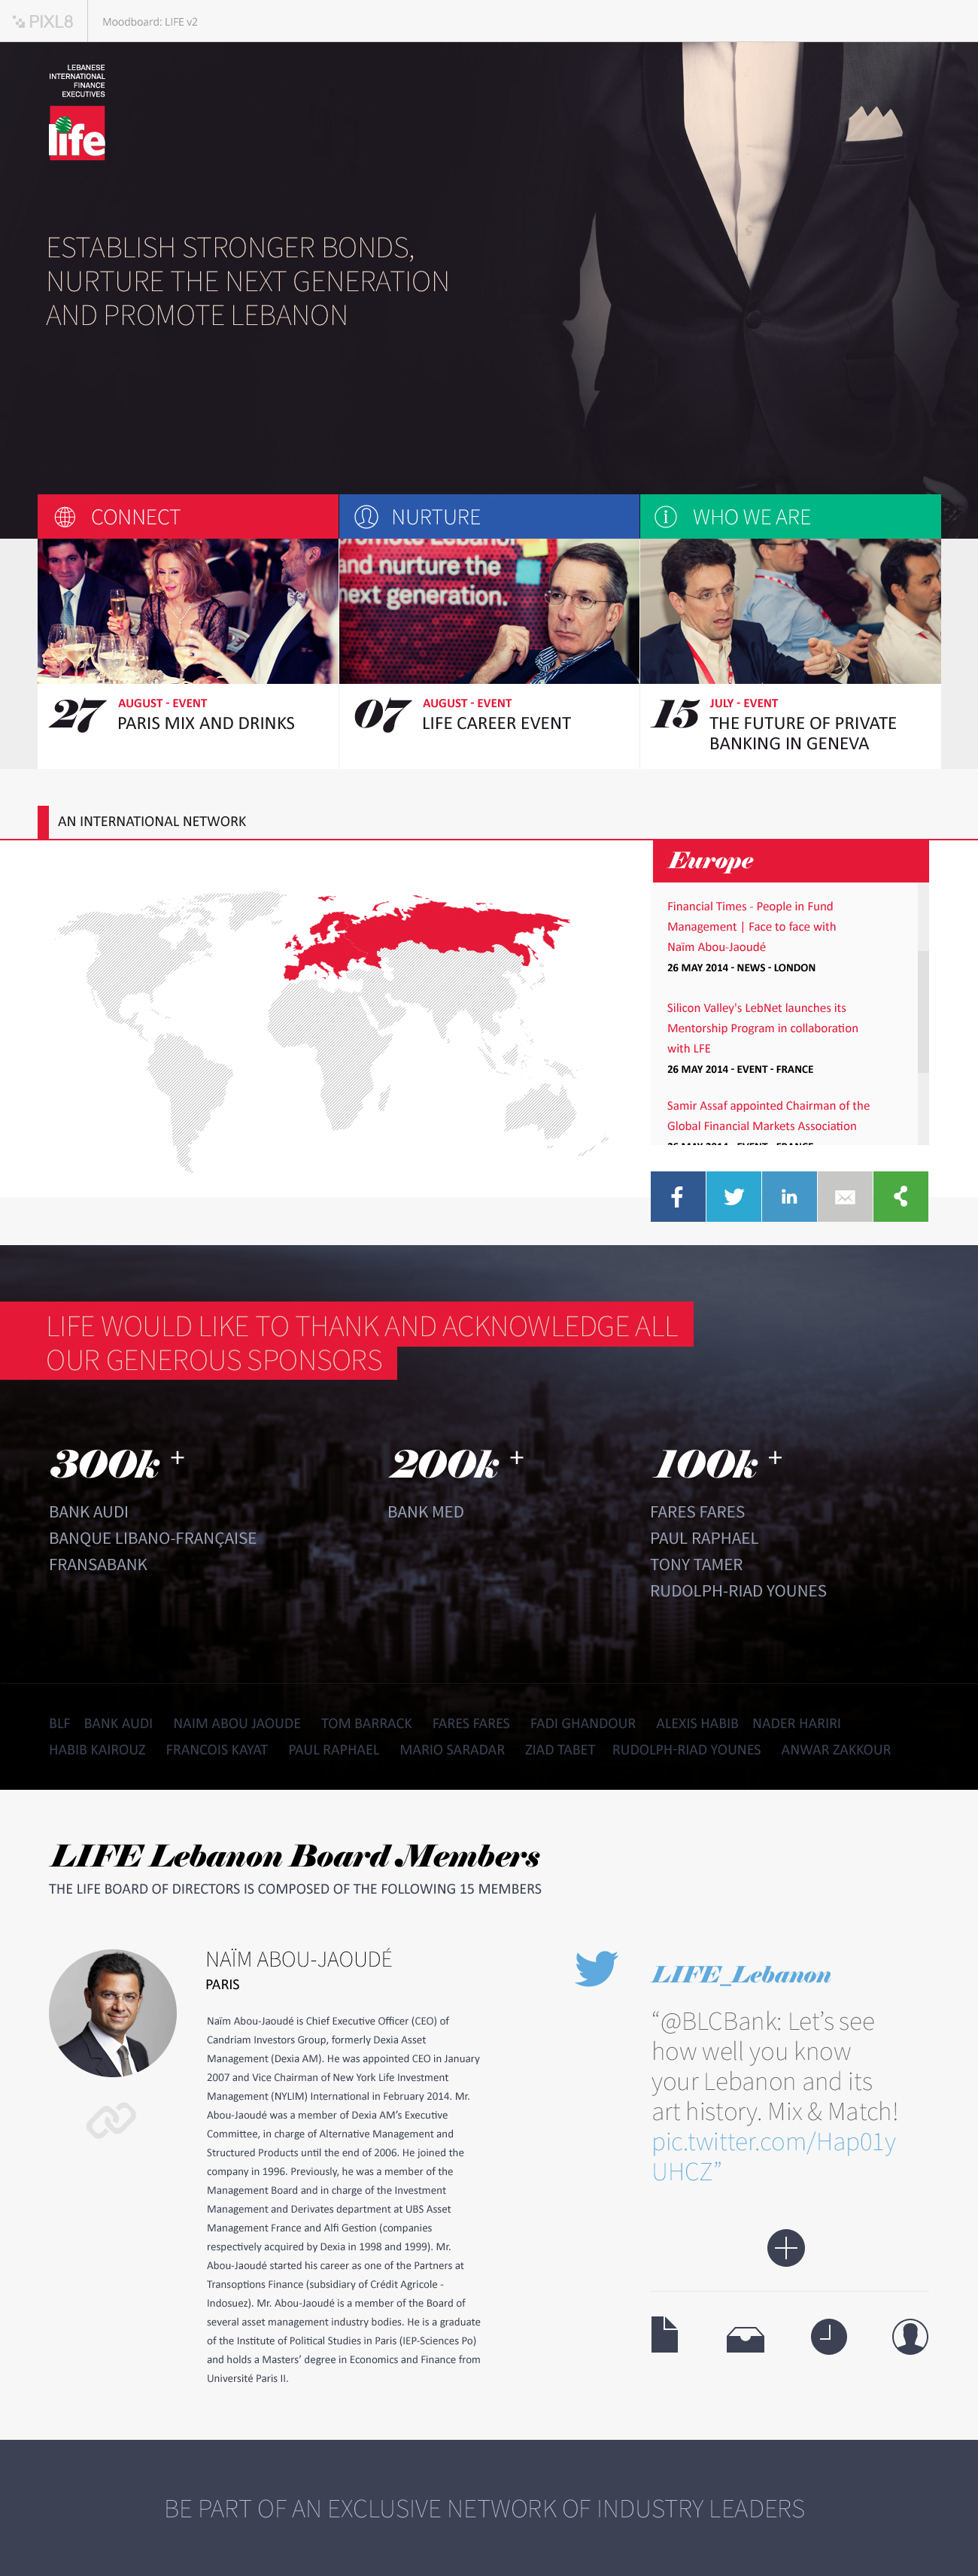 PIXL8
Moodboard: LIFE v2
LEBANESE
INTERNATIONAL
FINANCE
EXECUTIVES
life
ESTABLISH STRONGER BONDS,
NURTURE THE NEXT GENERATION
AND PROMOTE LEBANON
CONNECT
NURTURE
WHO WE ARE
and nurture the
next generation.
27
AUGUST - EVENT
PARIS MIX AND DRINKS
07
AUGUST - EVENT
LIFE CAREER EVENT
15
JULY - EVENT
THE FUTURE OF PRIVATE
BANKING IN GENEVA
AN INTERNATIONAL NETWORK
Europe
Financial Times - People in Fund
Management | Face to face with
Naïm Abou-Jaoudé
26 MAY 2014 - NEWS - LONDON
Silicon Valley's LebNet launches its
Mentorship Program in collaboration
with LFE
26 MAY 2014 - EVENT - FRANCE
Samir Assaf appointed Chairman of the
Global Financial Markets Association
26 MAY 2014 - EVENT - FRANCE
f
in
LIFE WOULD LIKE TO THANK AND ACKNOWLEDGE ALL
OUR GENEROUS SPONSORS
300k +
BANK AUDI
BANQUE LIBANO-FRANÇAISE
FRANSABANK
200k +
BANK MED
100k +
FARES FARES
PAUL RAPHAEL
TONY TAMER
RUDOLPH-RIAD YOUNES
BLF BANK AUDI NAIM ABOU JAOUDE TOM BARRACK FARES FARES FADI GHANDOUR ALEXIS HABIB NADER HARIRI
HABIB KAIROUZ FRANCOIS KAYAT PAUL RAPHAEL MARIO SARADAR ZIAD TABET RUDOLPH-RIAD YOUNES ANWAR ZAKKOUR
LIFE Lebanon Board Members
THE LIFE BOARD OF DIRECTORS IS COMPOSED OF THE FOLLOWING 15 MEMBERS
NAÏM ABOU-JAOUDÉ
PARIS
Naïm Abou-Jaoudé is Chief Executive Officer (CEO) of
Candriam Investors Group, formerly Dexia Asset
Management (Dexia AM). He was appointed CEO in January
2007 and Vice Chairman of New York Life Investment
Management (NYLIM) International in February 2014. Mr.
Abou-Jaoudé was a member of Dexia AM's Executive
Committee, in charge of Alternative Management and
Structured Products until the end of 2006. He joined the
company in 1996. Previously, he was a member of the
Management Board and in charge of the Investment
Management and Derivates department at UBS Asset
Management France and Alfi Gestion (companies
respectively acquired by Dexia in 1998 and 1999). Mr.
Abou-Jaoudé started his career as one of the Partners at
Transoptions Finance (subsidiary of Crédit Agricole -
Indosuez). Mr. Abou-Jaoudé is a member of the Board of
several asset management industry bodies. He is a graduate
of the Institute of Political Studies in Paris (IEP-Sciences Po)
and holds a Masters' degree in Economics and Finance from
Université Paris II.
LIFE_Lebanon
“@BLCBank: Let’s see
how well you know
your Lebanon and its
art history. Mix & Match!
pic.twitter.com/Hap01y
UHCZ”
BE PART OF AN EXCLUSIVE NETWORK OF INDUSTRY LEADERS